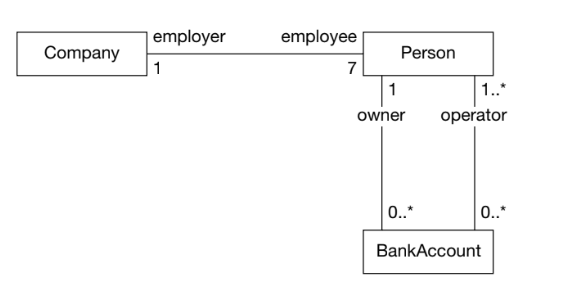 employer employee
Company Person
1 7
1 1..*
owner operator
0..* 0..*
BankAccount